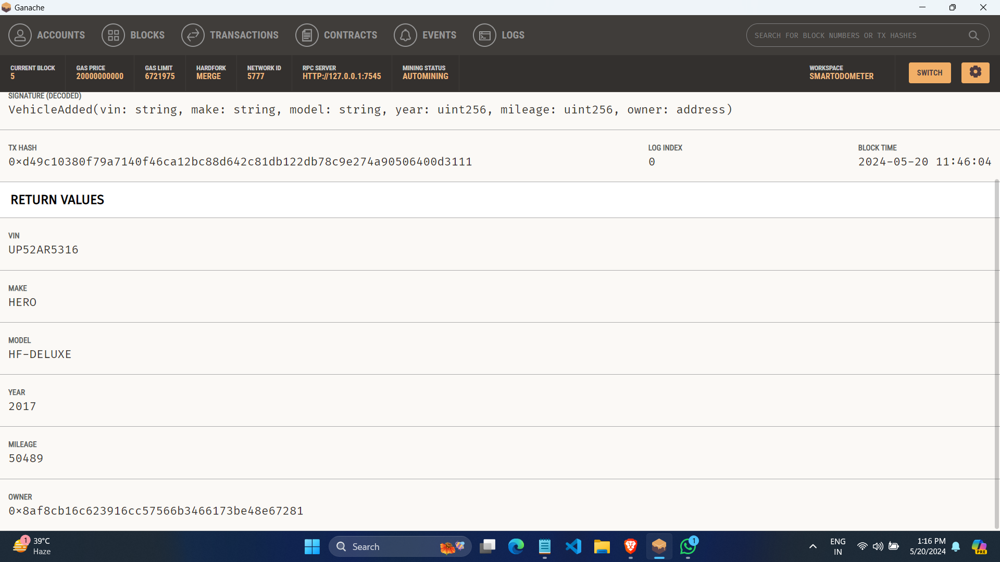 Ganache
ACCOUNTS
BLOCKS
TRANSACTIONS
CONTRACTS
EVENTS
LOGS
SEARCH FOR BLOCK NUMBERS OR TX HASHES
CURRENT BLOCK
5
GAS PRICE
20000000000
GAS LIMIT
6721975
HARDFORK
MERGE
NETWORK ID
5777
RPC SERVER
HTTP://127.0.0.1:7545
MINING STATUS
AUTOMINING
WORKSPACE
SMARTODOMETER
SWITCH
SIGNATURE (DECODED)
VehicleAdded(vin: string, make: string, model: string, year: uint256, mileage: uint256, owner: address)
TX HASH
0×d49c10380f79a7140f46ca12bc88d642c81db122db78c9e274a90506400d3111
LOG INDEX
0
BLOCK TIME
2024-05-20 11:46:04
RETURN VALUES
VIN
UP52AR5316
MAKE
HERO
MODEL
HF-DELUXE
YEAR
2017
MILEAGE
50489
OWNER
0×8af8cb16c623916cc57566b3466173be48e67281
1
39°C
Haze
Search
PRE
1
ENG
IN
1:16 PM
5/20/2024